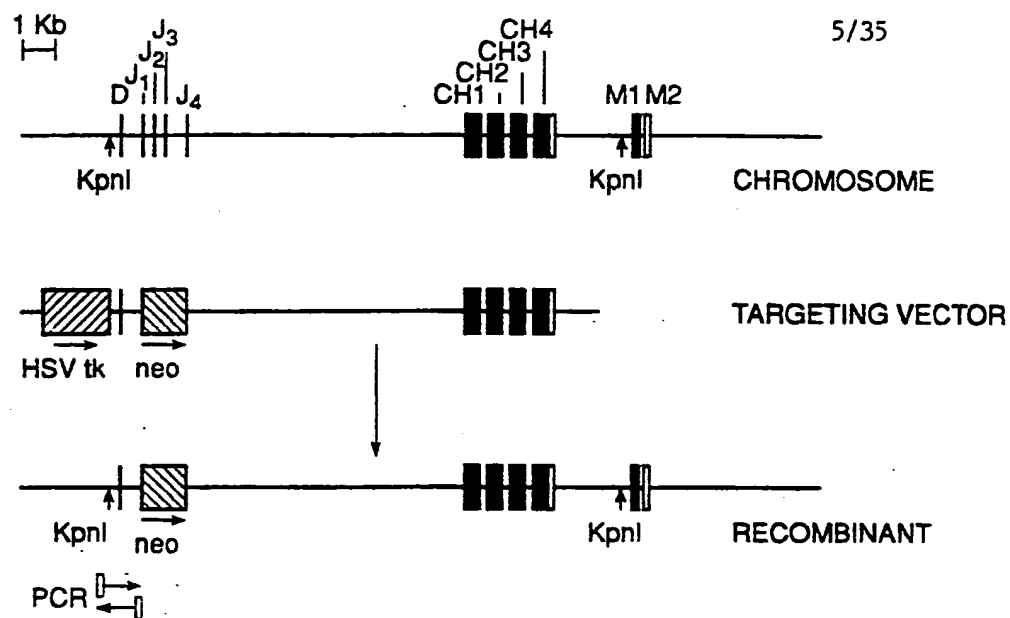 1 Kb
5/35
D J1 J2 J3 J4
CH1 CH2 CH3 CH4
M1 M2
KpnI KpnI
CHROMOSOME
TARGETING VECTOR
HSV tk neo
KpnI neo KpnI
RECOMBINANT
PCR